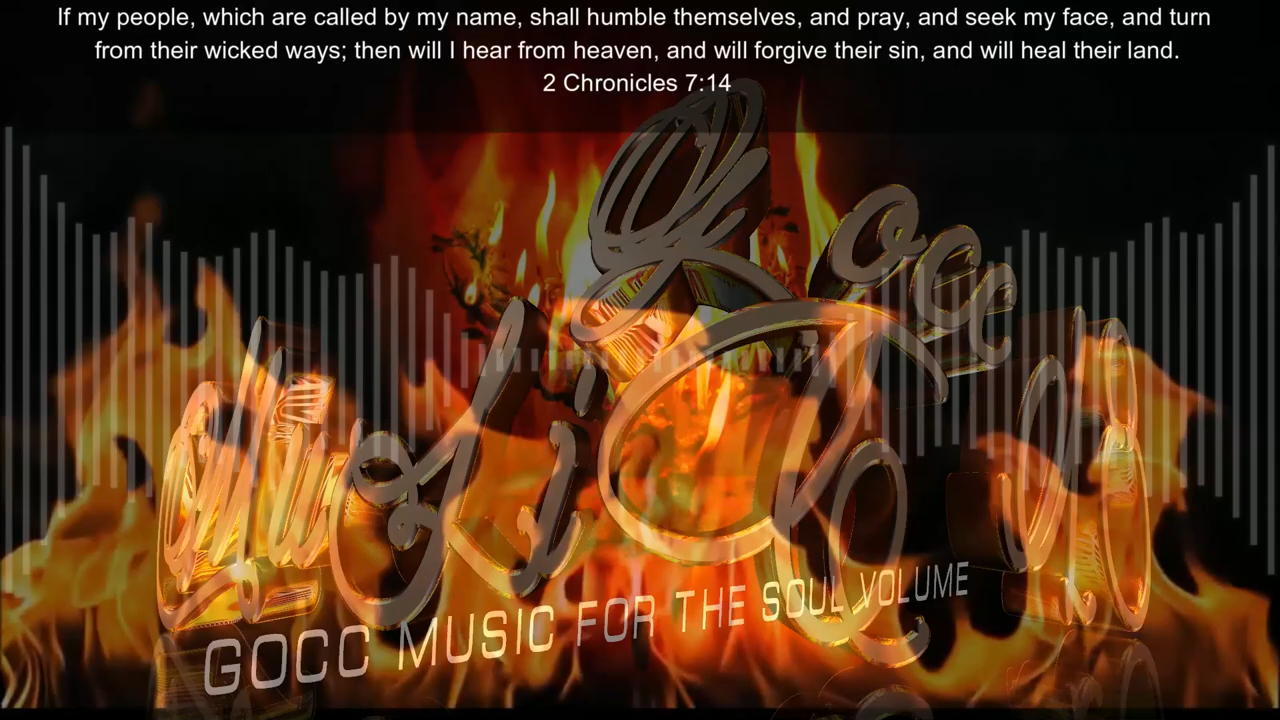 If my people, which are called by my name, shall humble themselves, and pray, and seek my face, and turn
from their wicked ways; then will I hear from heaven, and will forgive their sin, and will heal their land.
2 Chronicles 7:14
Gocc
GOCC MUSIC FOR THE SOUL VOLUME